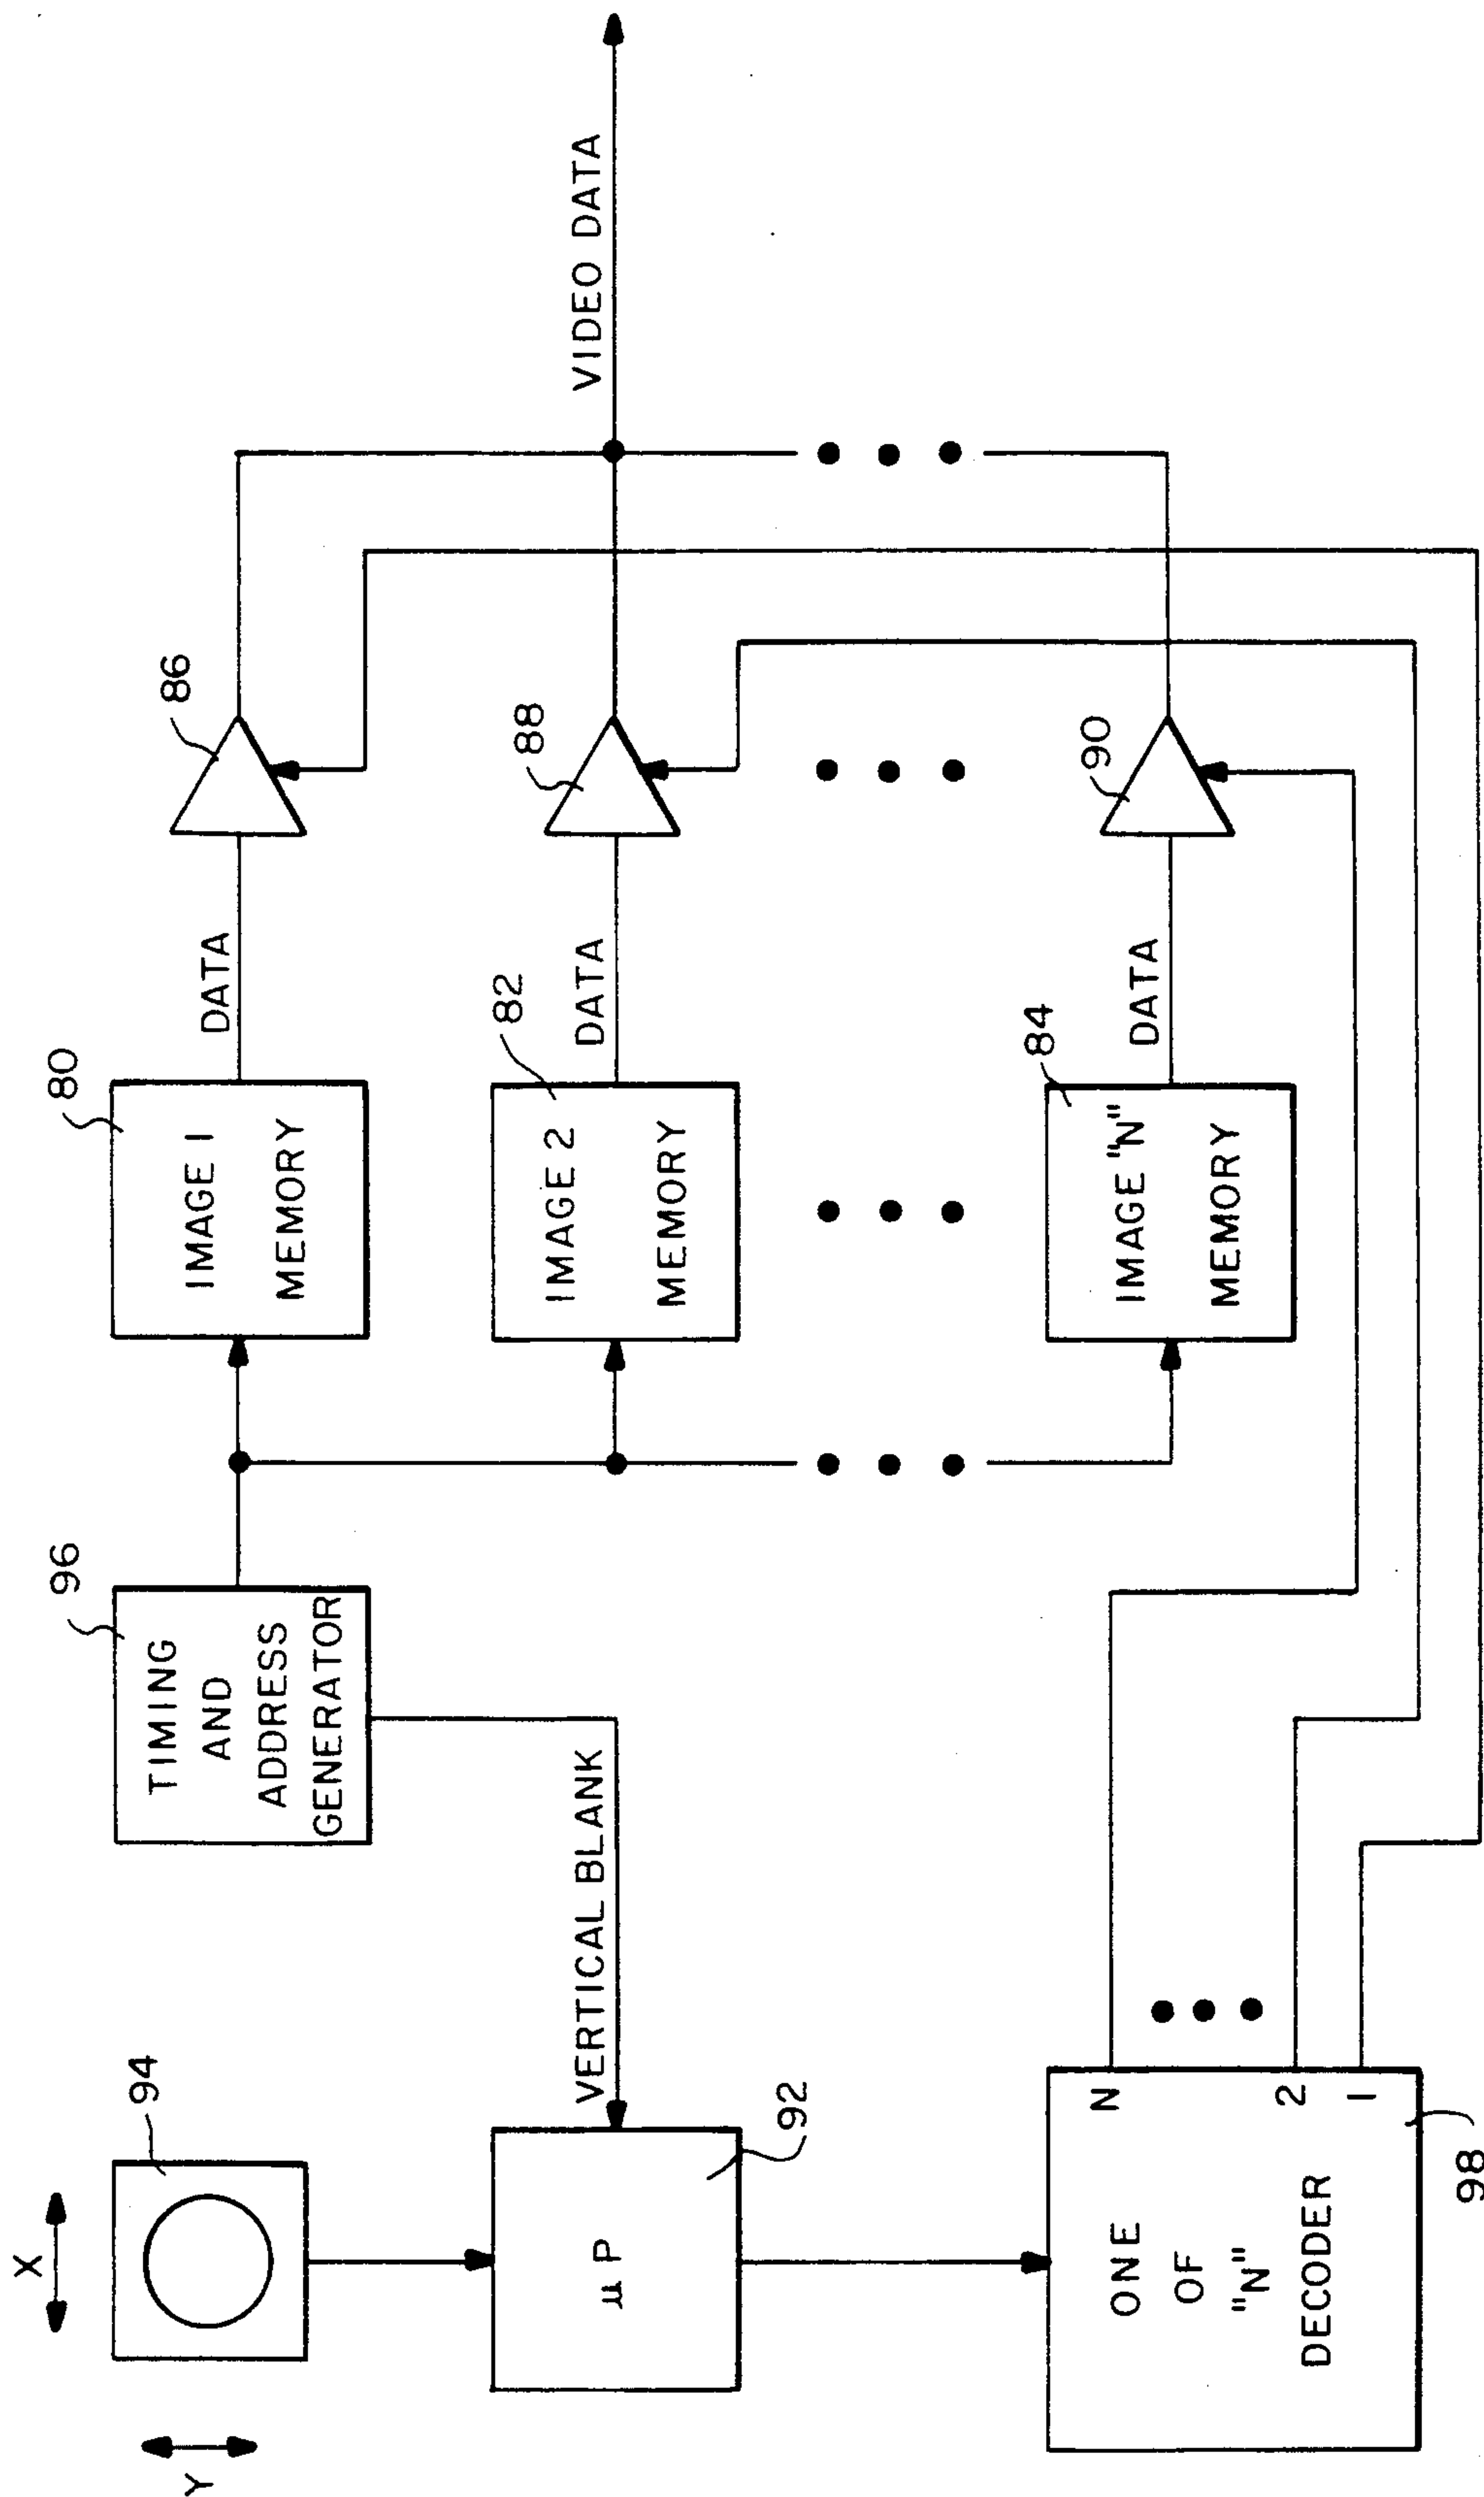 X
Y
94
96
TIMING
AND
ADDRESS
GENERATOR
80
IMAGE 1
MEMORY
DATA
86
VERTICAL BLANK
µP
92
82
IMAGE 2
MEMORY
DATA
88
VIDEO DATA
84
IMAGE "N"
MEMORY
DATA
90
ONE
OF
"N"
DECODER
N
2
1
98